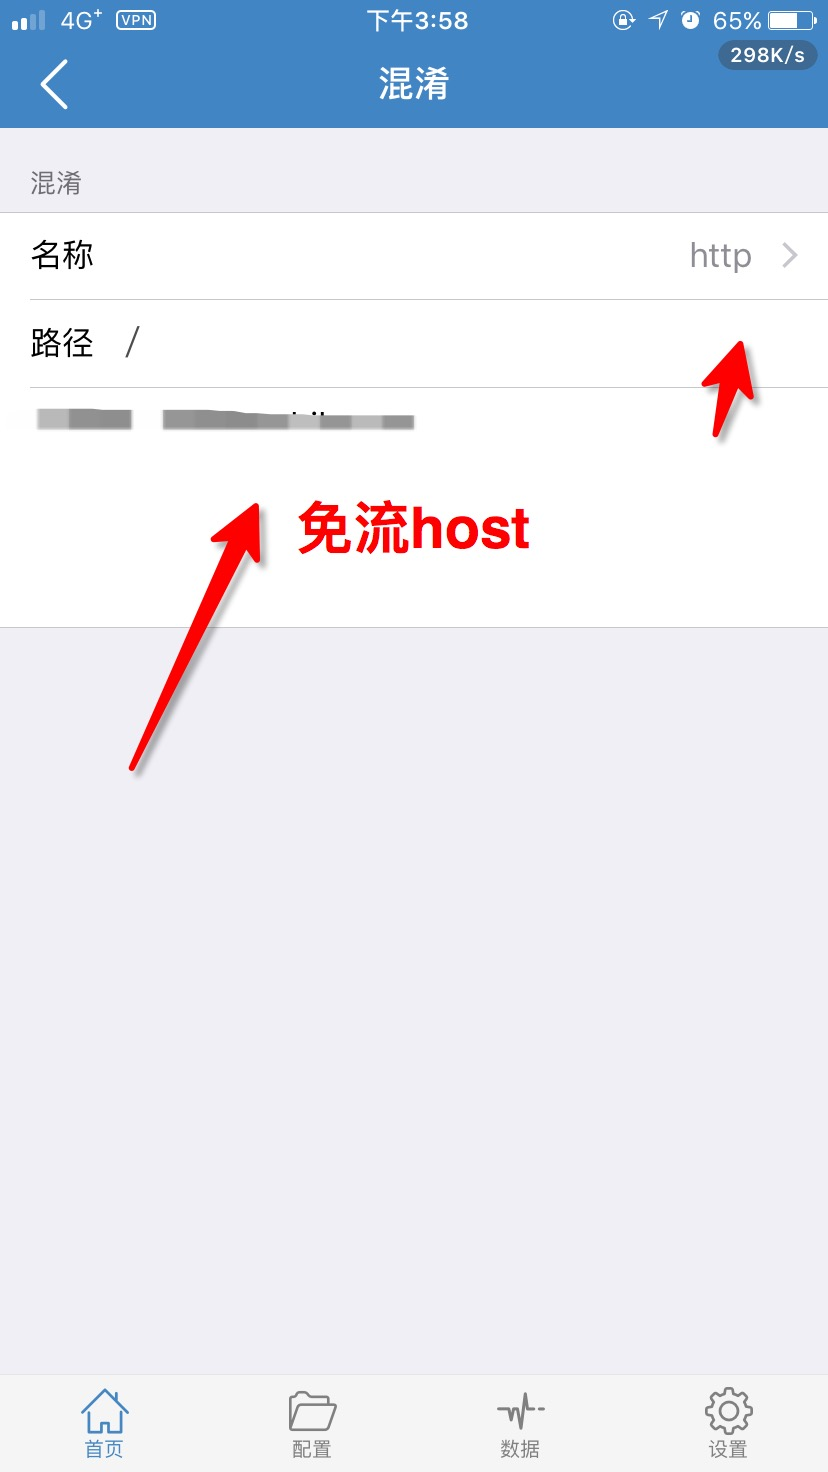 4G+ VPN 下午3:58 65%
298K/s
混淆
混淆
名称 http
路径 /
免流host
首页 配置 数据 设置